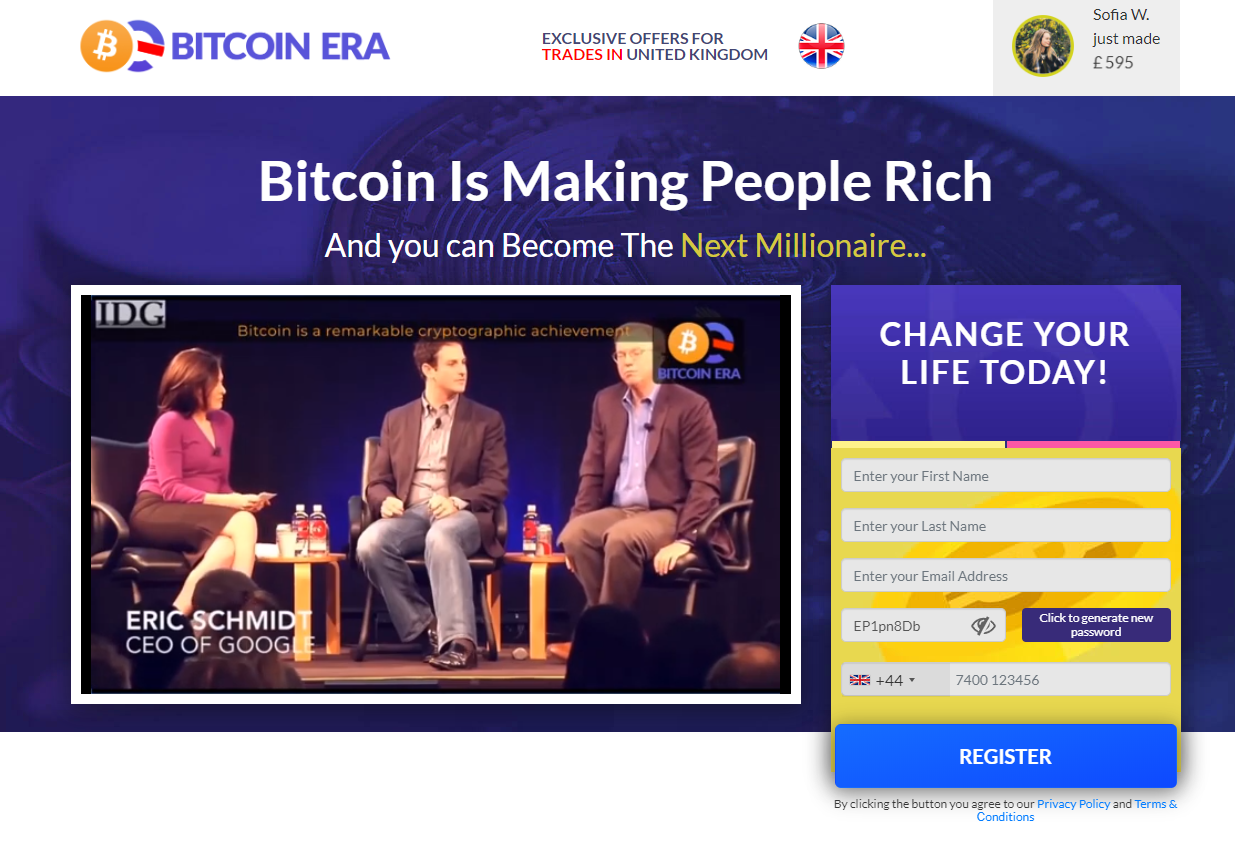 BITCOIN ERA
EXCLUSIVE OFFERS FOR
TRADES IN UNITED KINGDOM
Sofia W.
just made
£595
Bitcoin Is Making People Rich
And you can Become The Next Millionaire...
IDG
Bitcoin is a remarkable cryptographic achievement
BITCOIN ERA
ERIC SCHMIDT
CEO OF GOOGLE
CHANGE YOUR
LIFE TODAY!
Enter your First Name
Enter your Last Name
Enter your Email Address
EP1pn8Db
Click to generate new
password
+44
7400 123456
REGISTER
By clicking the button you agree to our Privacy Policy and Terms &
Conditions